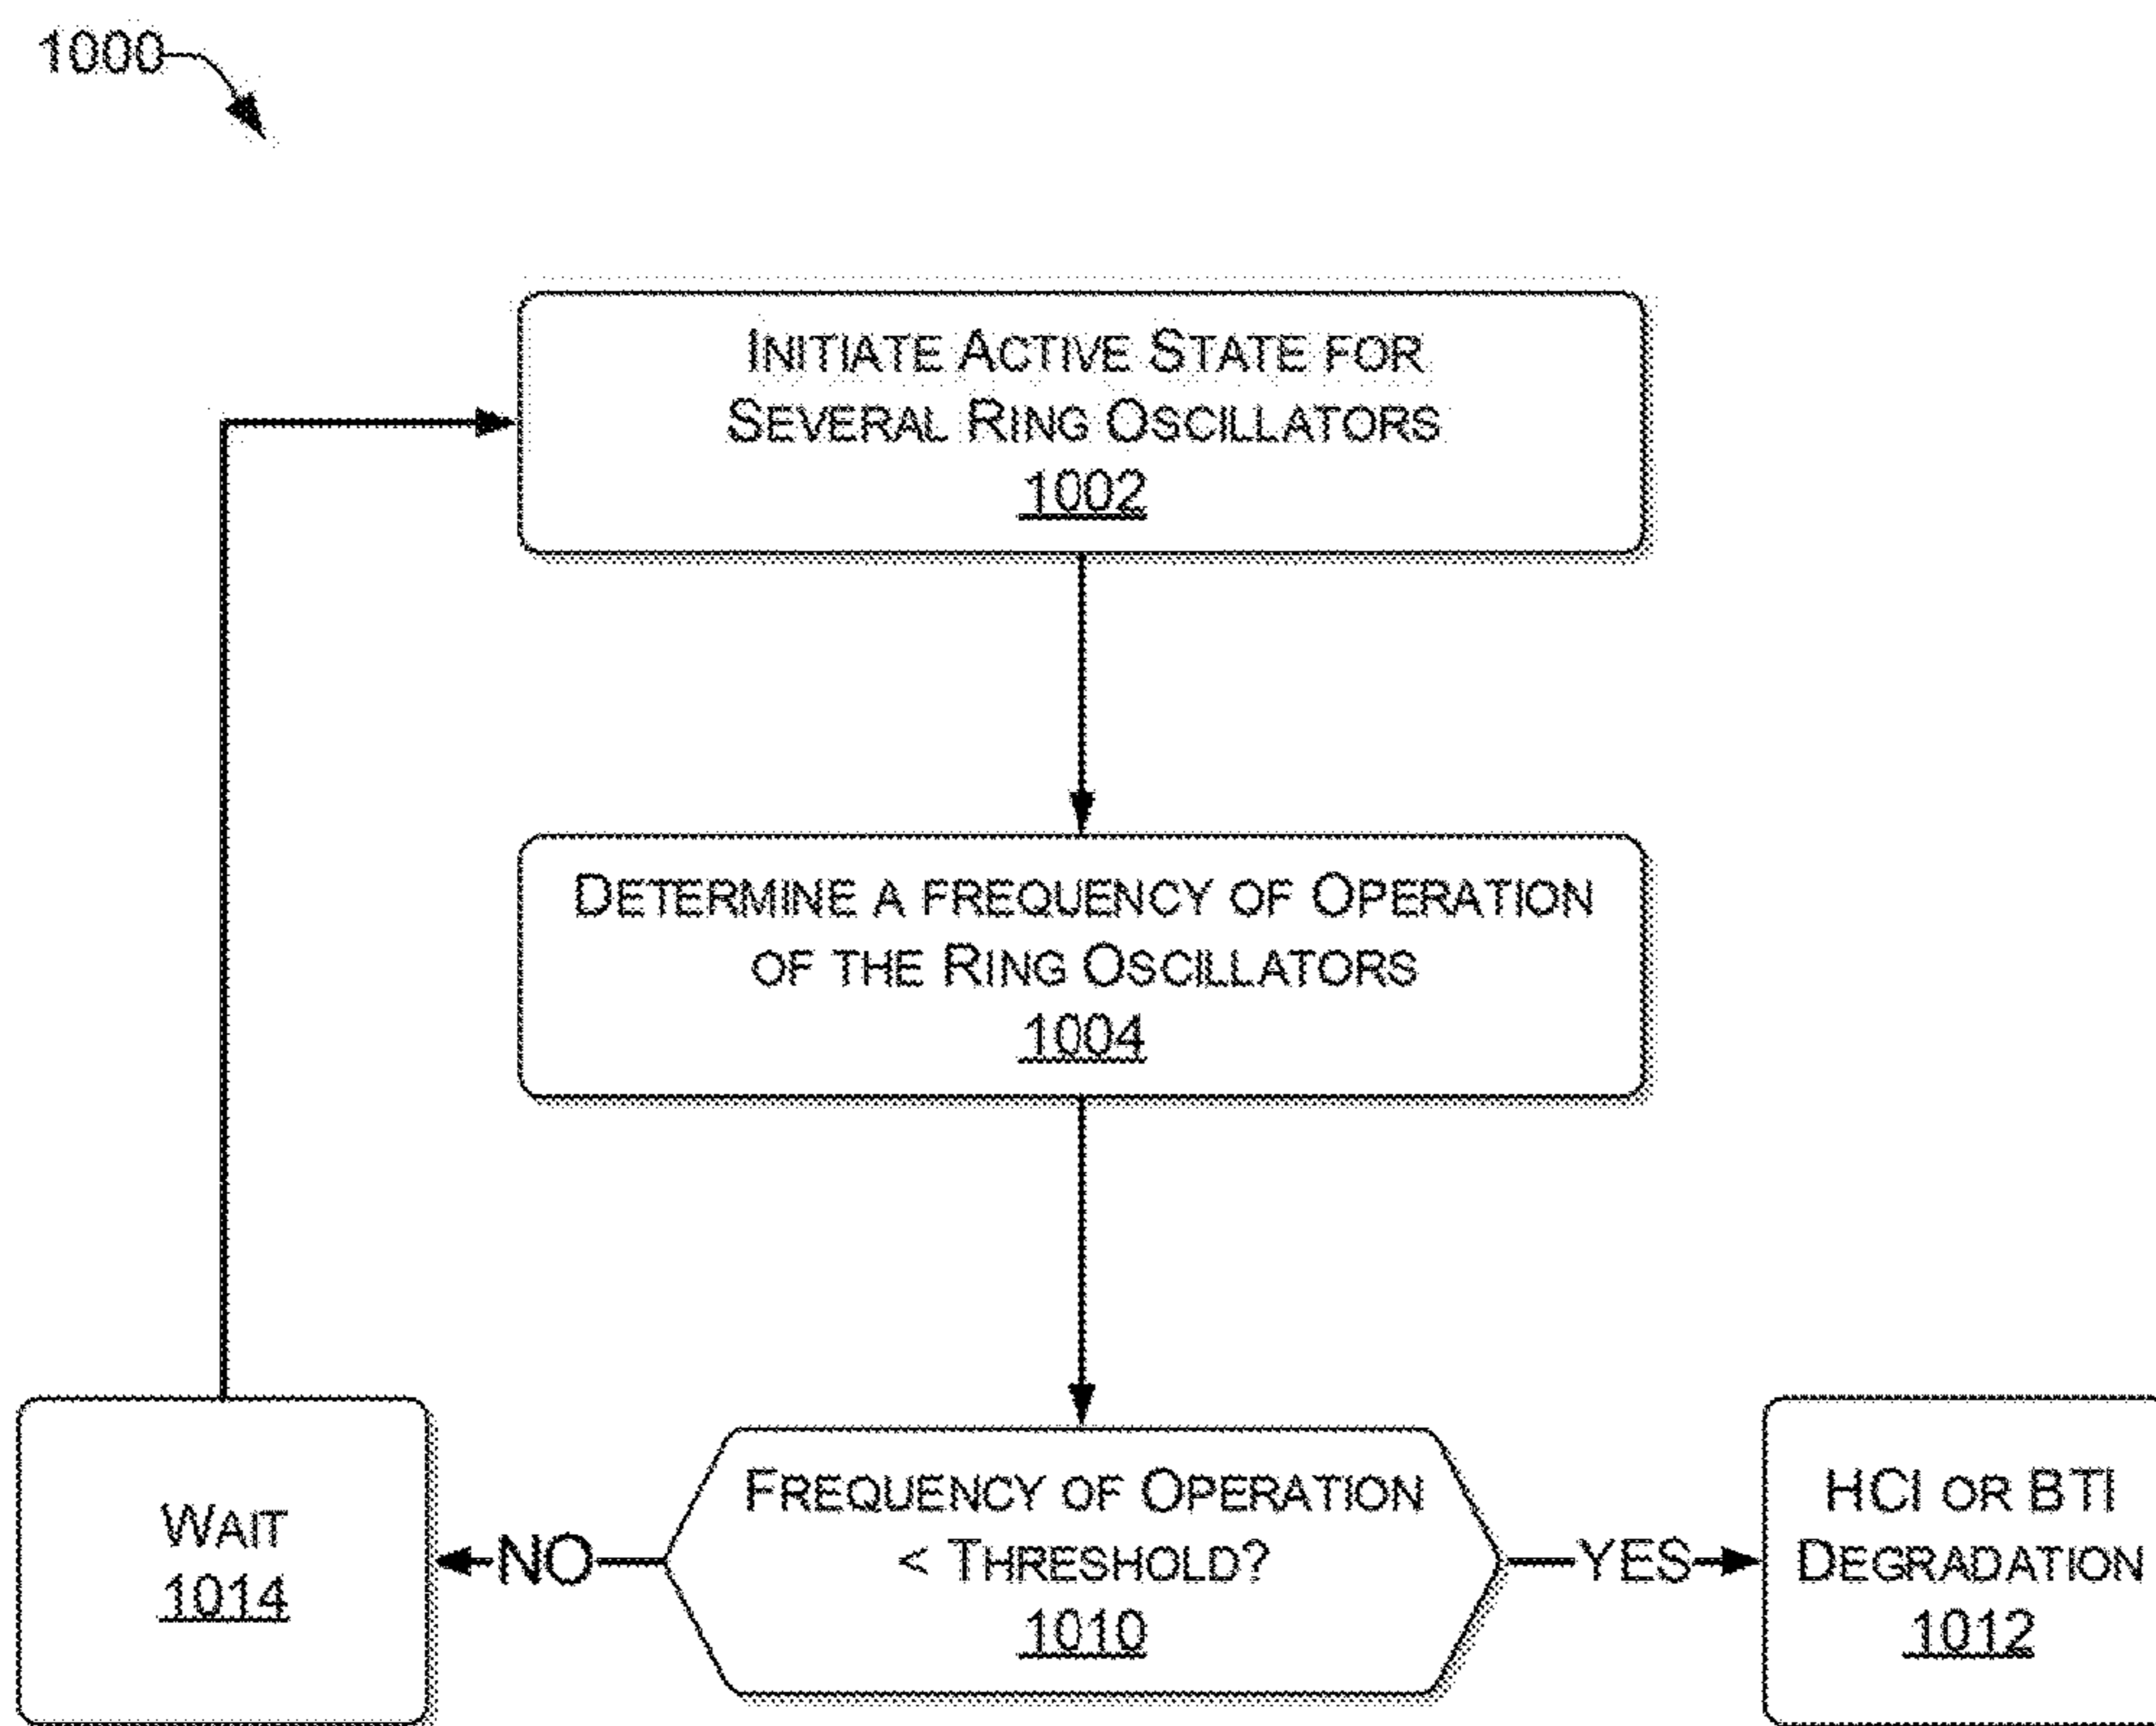 1000
INITIATE ACTIVE STATE FOR
SEVERAL RING OSCILLATORS
1002
DETERMINE A FREQUENCY OF OPERATION
OF THE RING OSCILLATORS
1004
FREQUENCY OF OPERATION
< THRESHOLD?
1010
NO
WAIT
1014
YES
HCI OR BTI
DEGRADATION
1012